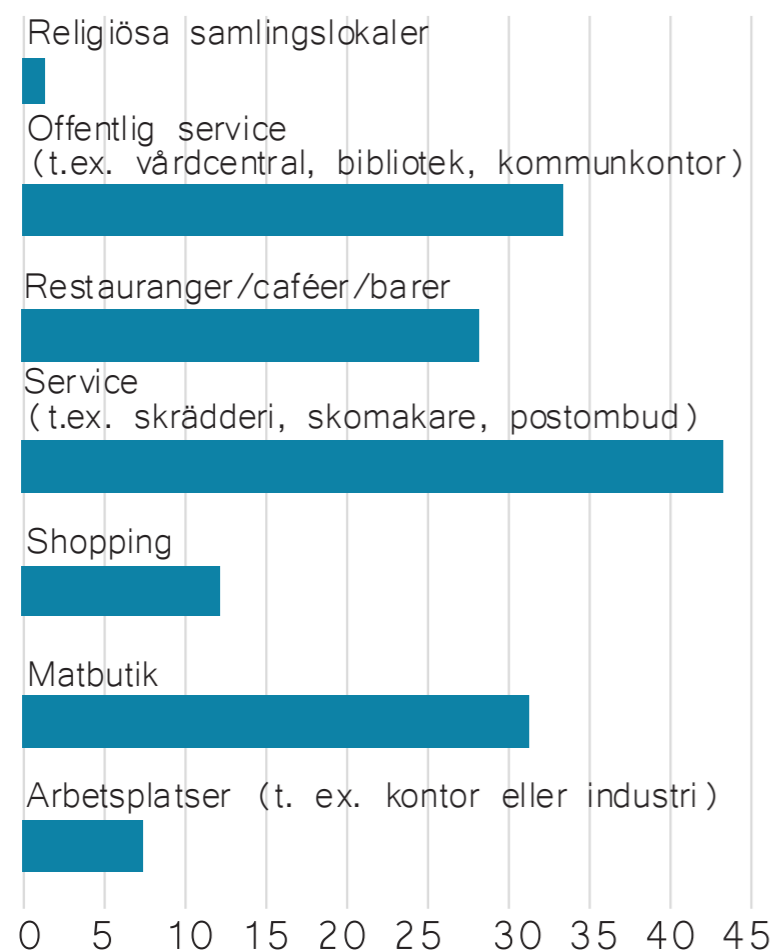 Religiösa samlingslokaler
Offentlig service
(t.ex. vårdcentral, bibliotek, kommunkontor)
Restauranger/caféer/barer
Service
(t.ex. skrädderi, skomakare, postombud)
Shopping
Matbutik
Arbetsplatser (t. ex. kontor eller industri)
0 5 10 15 20 25 30 35 40 45